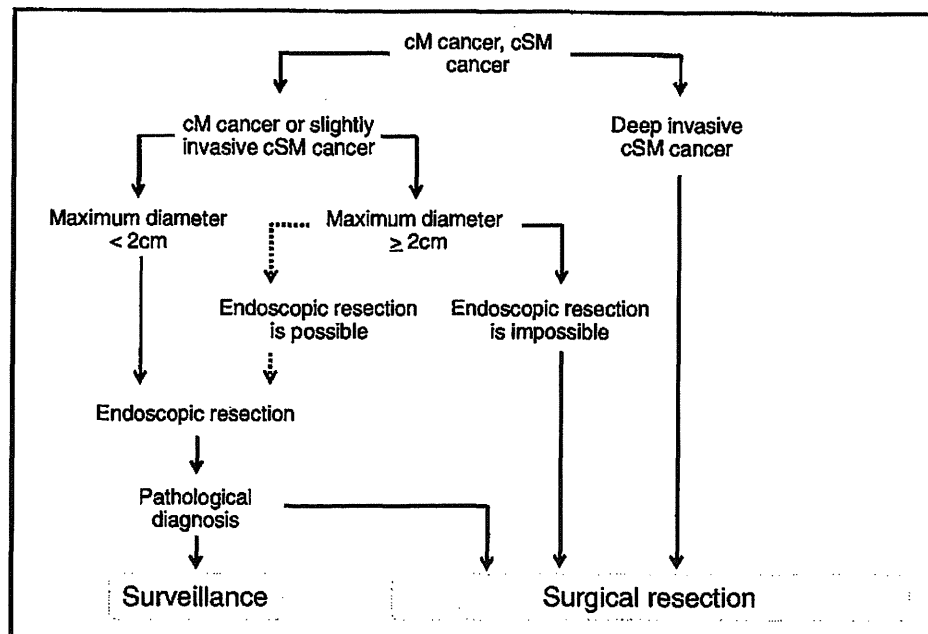 cM cancer, cSM
cancer
cM cancer or slightly
invasive cSM cancer
Deep invasive
cSM cancer
Maximum diameter
< 2cm
Maximum diameter
≥ 2cm
Endoscopic resection
is possible
Endoscopic resection
is impossible
Endoscopic resection
Pathological
diagnosis
Surveillance
Surgical resection